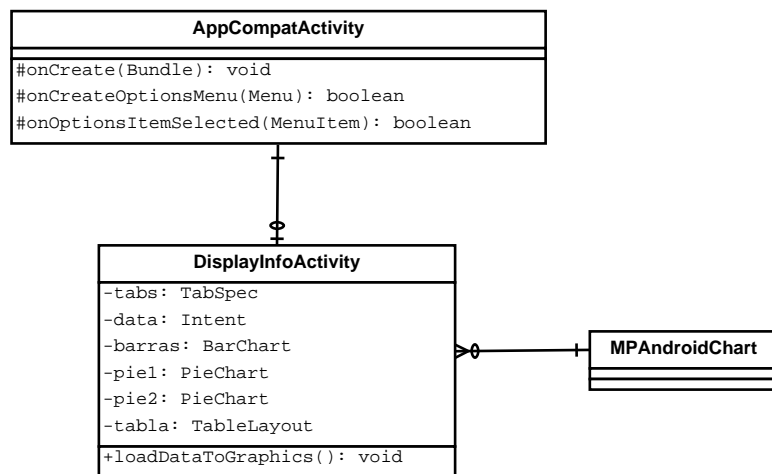 AppCompatActivity
#onCreate(Bundle): void
#onCreateOptionsMenu(Menu): boolean
#onOptionsItemSelected(MenuItem): boolean
DisplayInfoActivity
-tabs: TabSpec
-data: Intent
-barras: BarChart
-pie1: PieChart
-pie2: PieChart
-tabla: TableLayout
+loadDataToGraphics(): void
MPAndroidChart